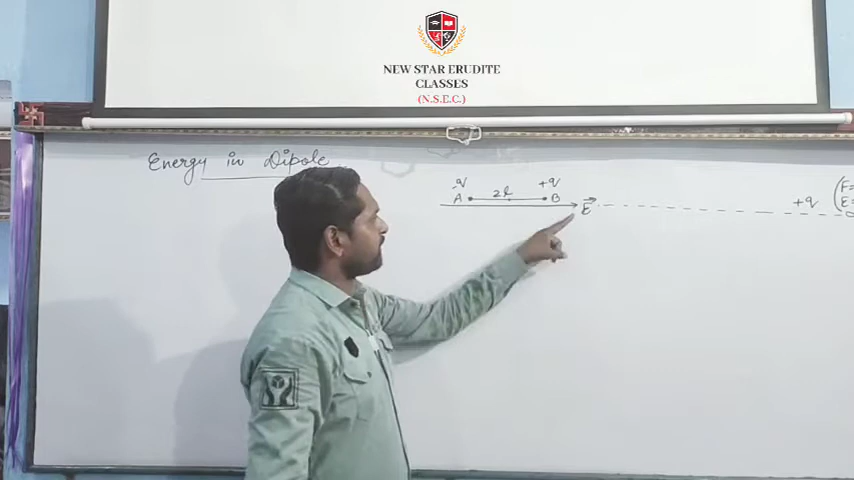 NEW STAR ERUDITE
CLASSES
(N.S.E.C.)
Energy in Dipole
-q +q
A 2l B
E
+q
(F=
E=